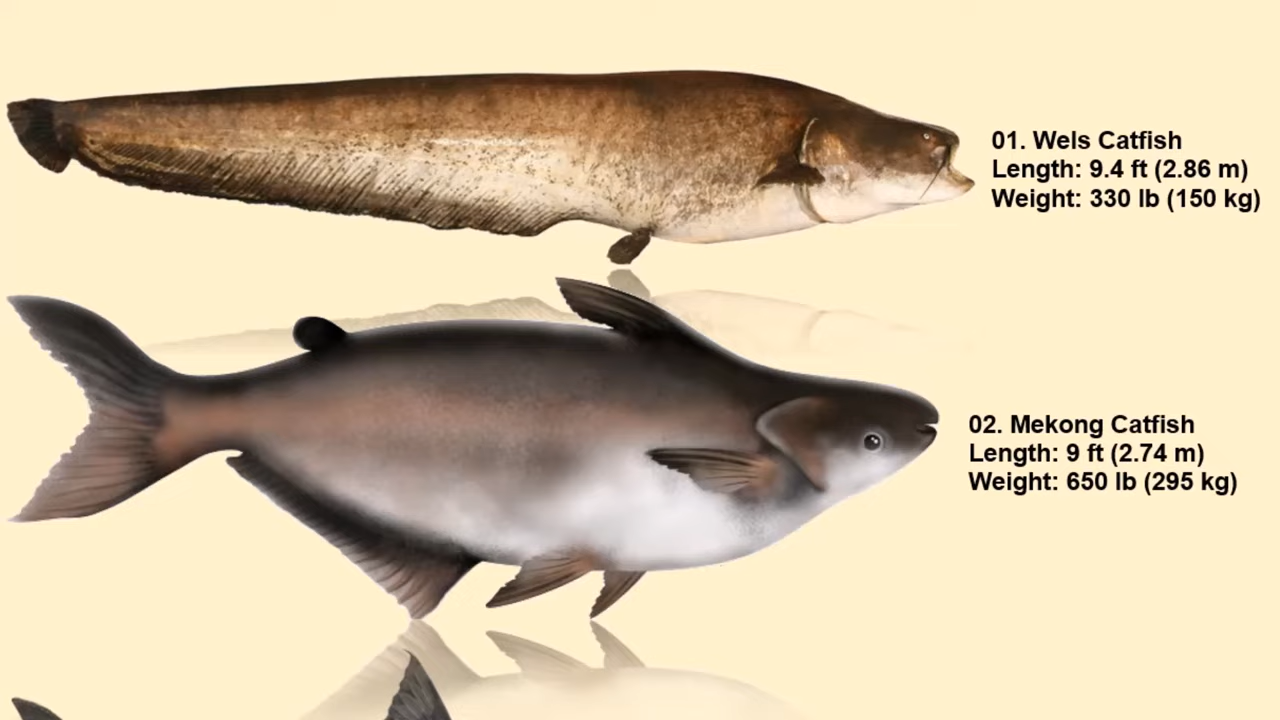 01. Wels Catfish
Length: 9.4 ft (2.86 m)
Weight: 330 lb (150 kg)
02. Mekong Catfish
Length: 9 ft (2.74 m)
Weight: 650 lb (295 kg)